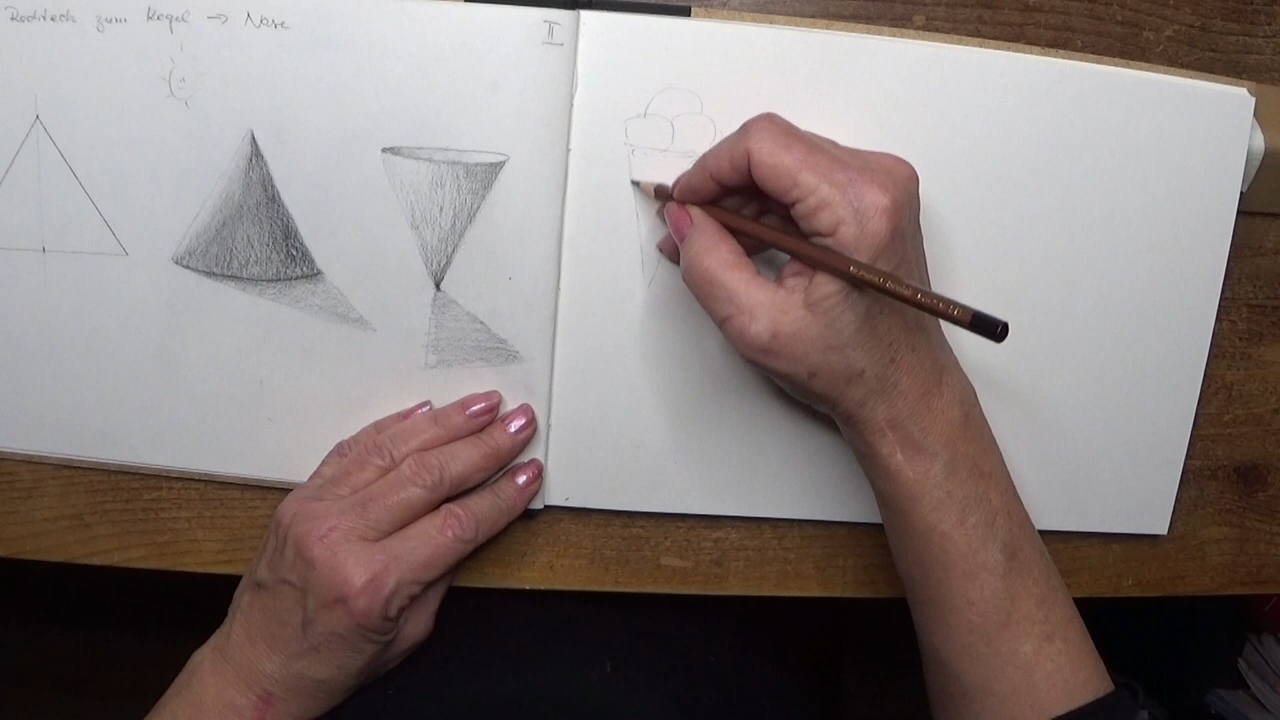 Rechteck zum Kegel → Nase
II